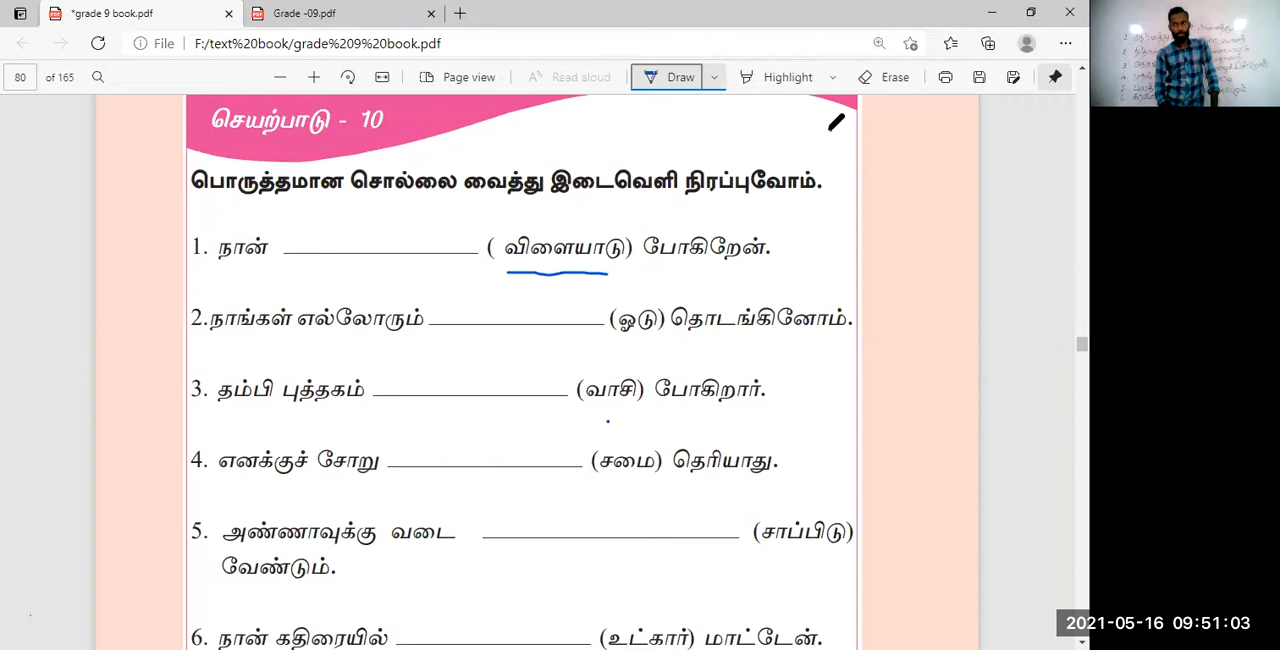 *grade 9 book.pdf
Grade -09.pdf
File F:/text%20book/grade%209%20book.pdf
80 of 165 Page view Read aloud Draw Highlight Erase
செயற்பாடு - 10
பொருத்தமான சொல்லை வைத்து இடைவெளி நிரப்புவோம்.
1. நான் ( விளையாடு) போகிறேன்.
2.நாங்கள் எல்லோரும் (ஓடு) தொடங்கினோம்.
3. தம்பி புத்தகம் (வாசி) போகிறார்.
4. எனக்குச் சோறு (சமை) தெரியாது.
5. அண்ணாவுக்கு வடை (சாப்பிடு)
வேண்டும்.
6. நான் கதிரையில் (உட்கார்) மாட்டேன்.
2021-05-16 09:51:03